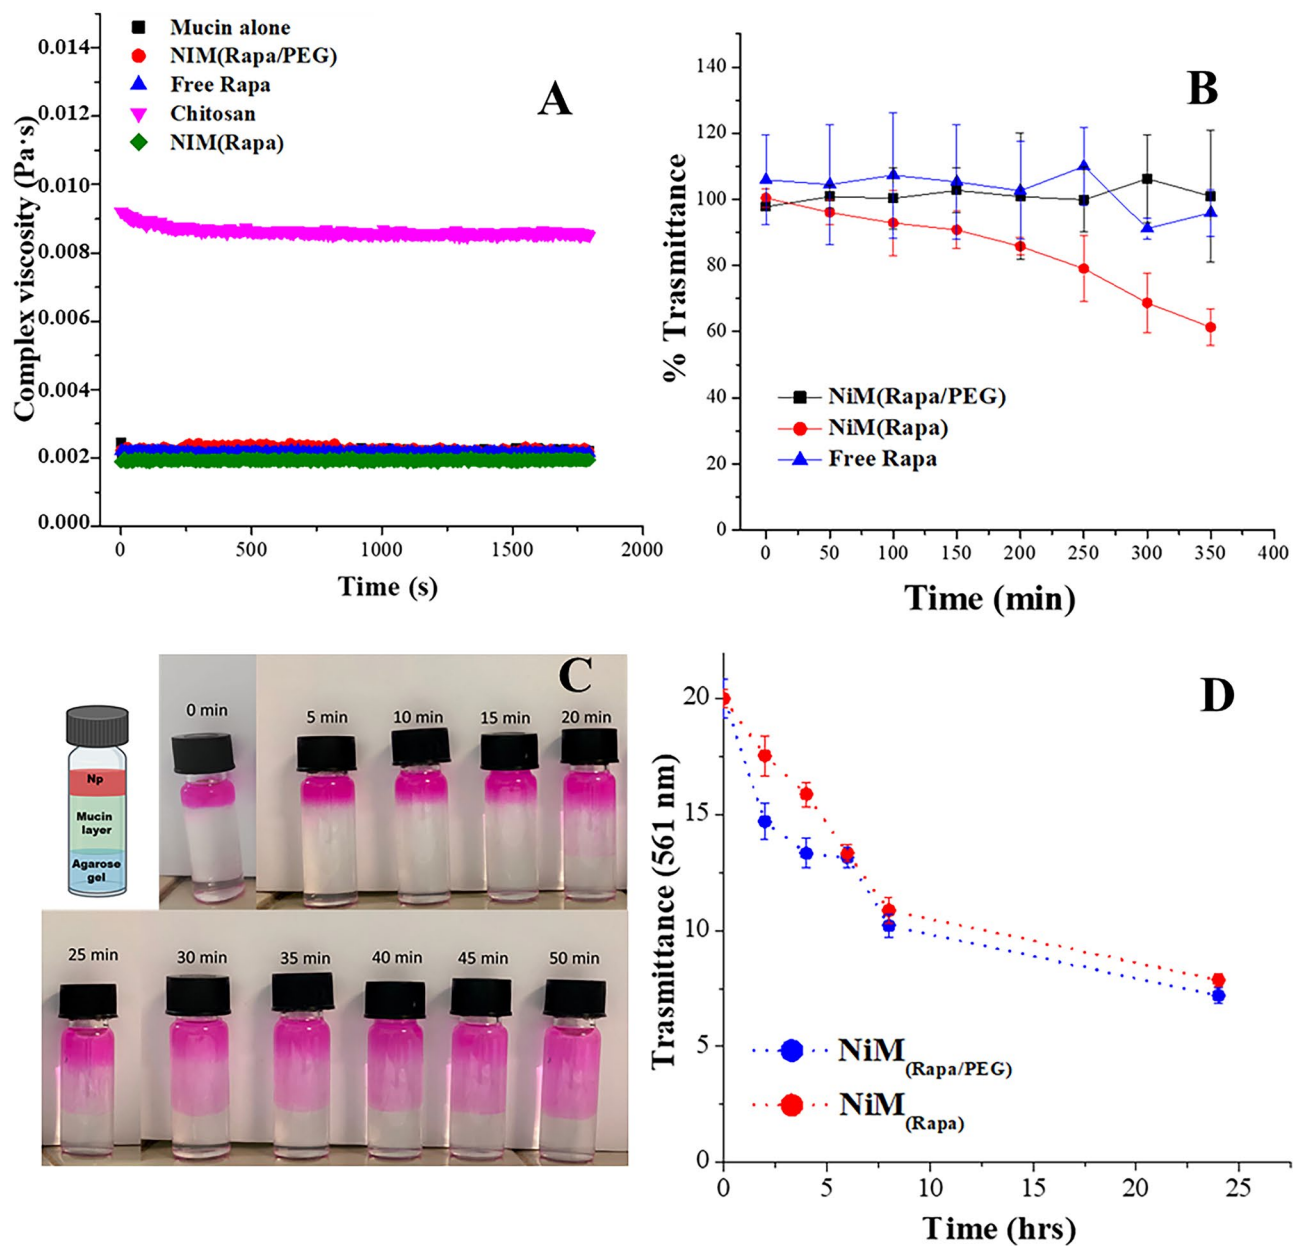 A
Mucin alone
NIM(Rapa/PEG)
Free Rapa
Chitosan
NIM(Rapa)
Complex viscosity (Pa·s)
0.014
0.012
0.010
0.008
0.006
0.004
0.002
0.000
0 500 1000 1500 2000
Time (s)
B
% Trasmittance
140
120
100
80
60
40
20
0
NiM(Rapa/PEG)
NiM(Rapa)
Free Rapa
0 50 100 150 200 250 300 350 400
Time (min)
C
Np
Mucin
layer
Agarose
gel
0 min
5 min
10 min
15 min
20 min
25 min
30 min
35 min
40 min
45 min
50 min
D
Trasmittance (561 nm)
20
15
10
5
0
NiM(Rapa/PEG)
NiM(Rapa)
0 5 10 15 20 25
Time (hrs)